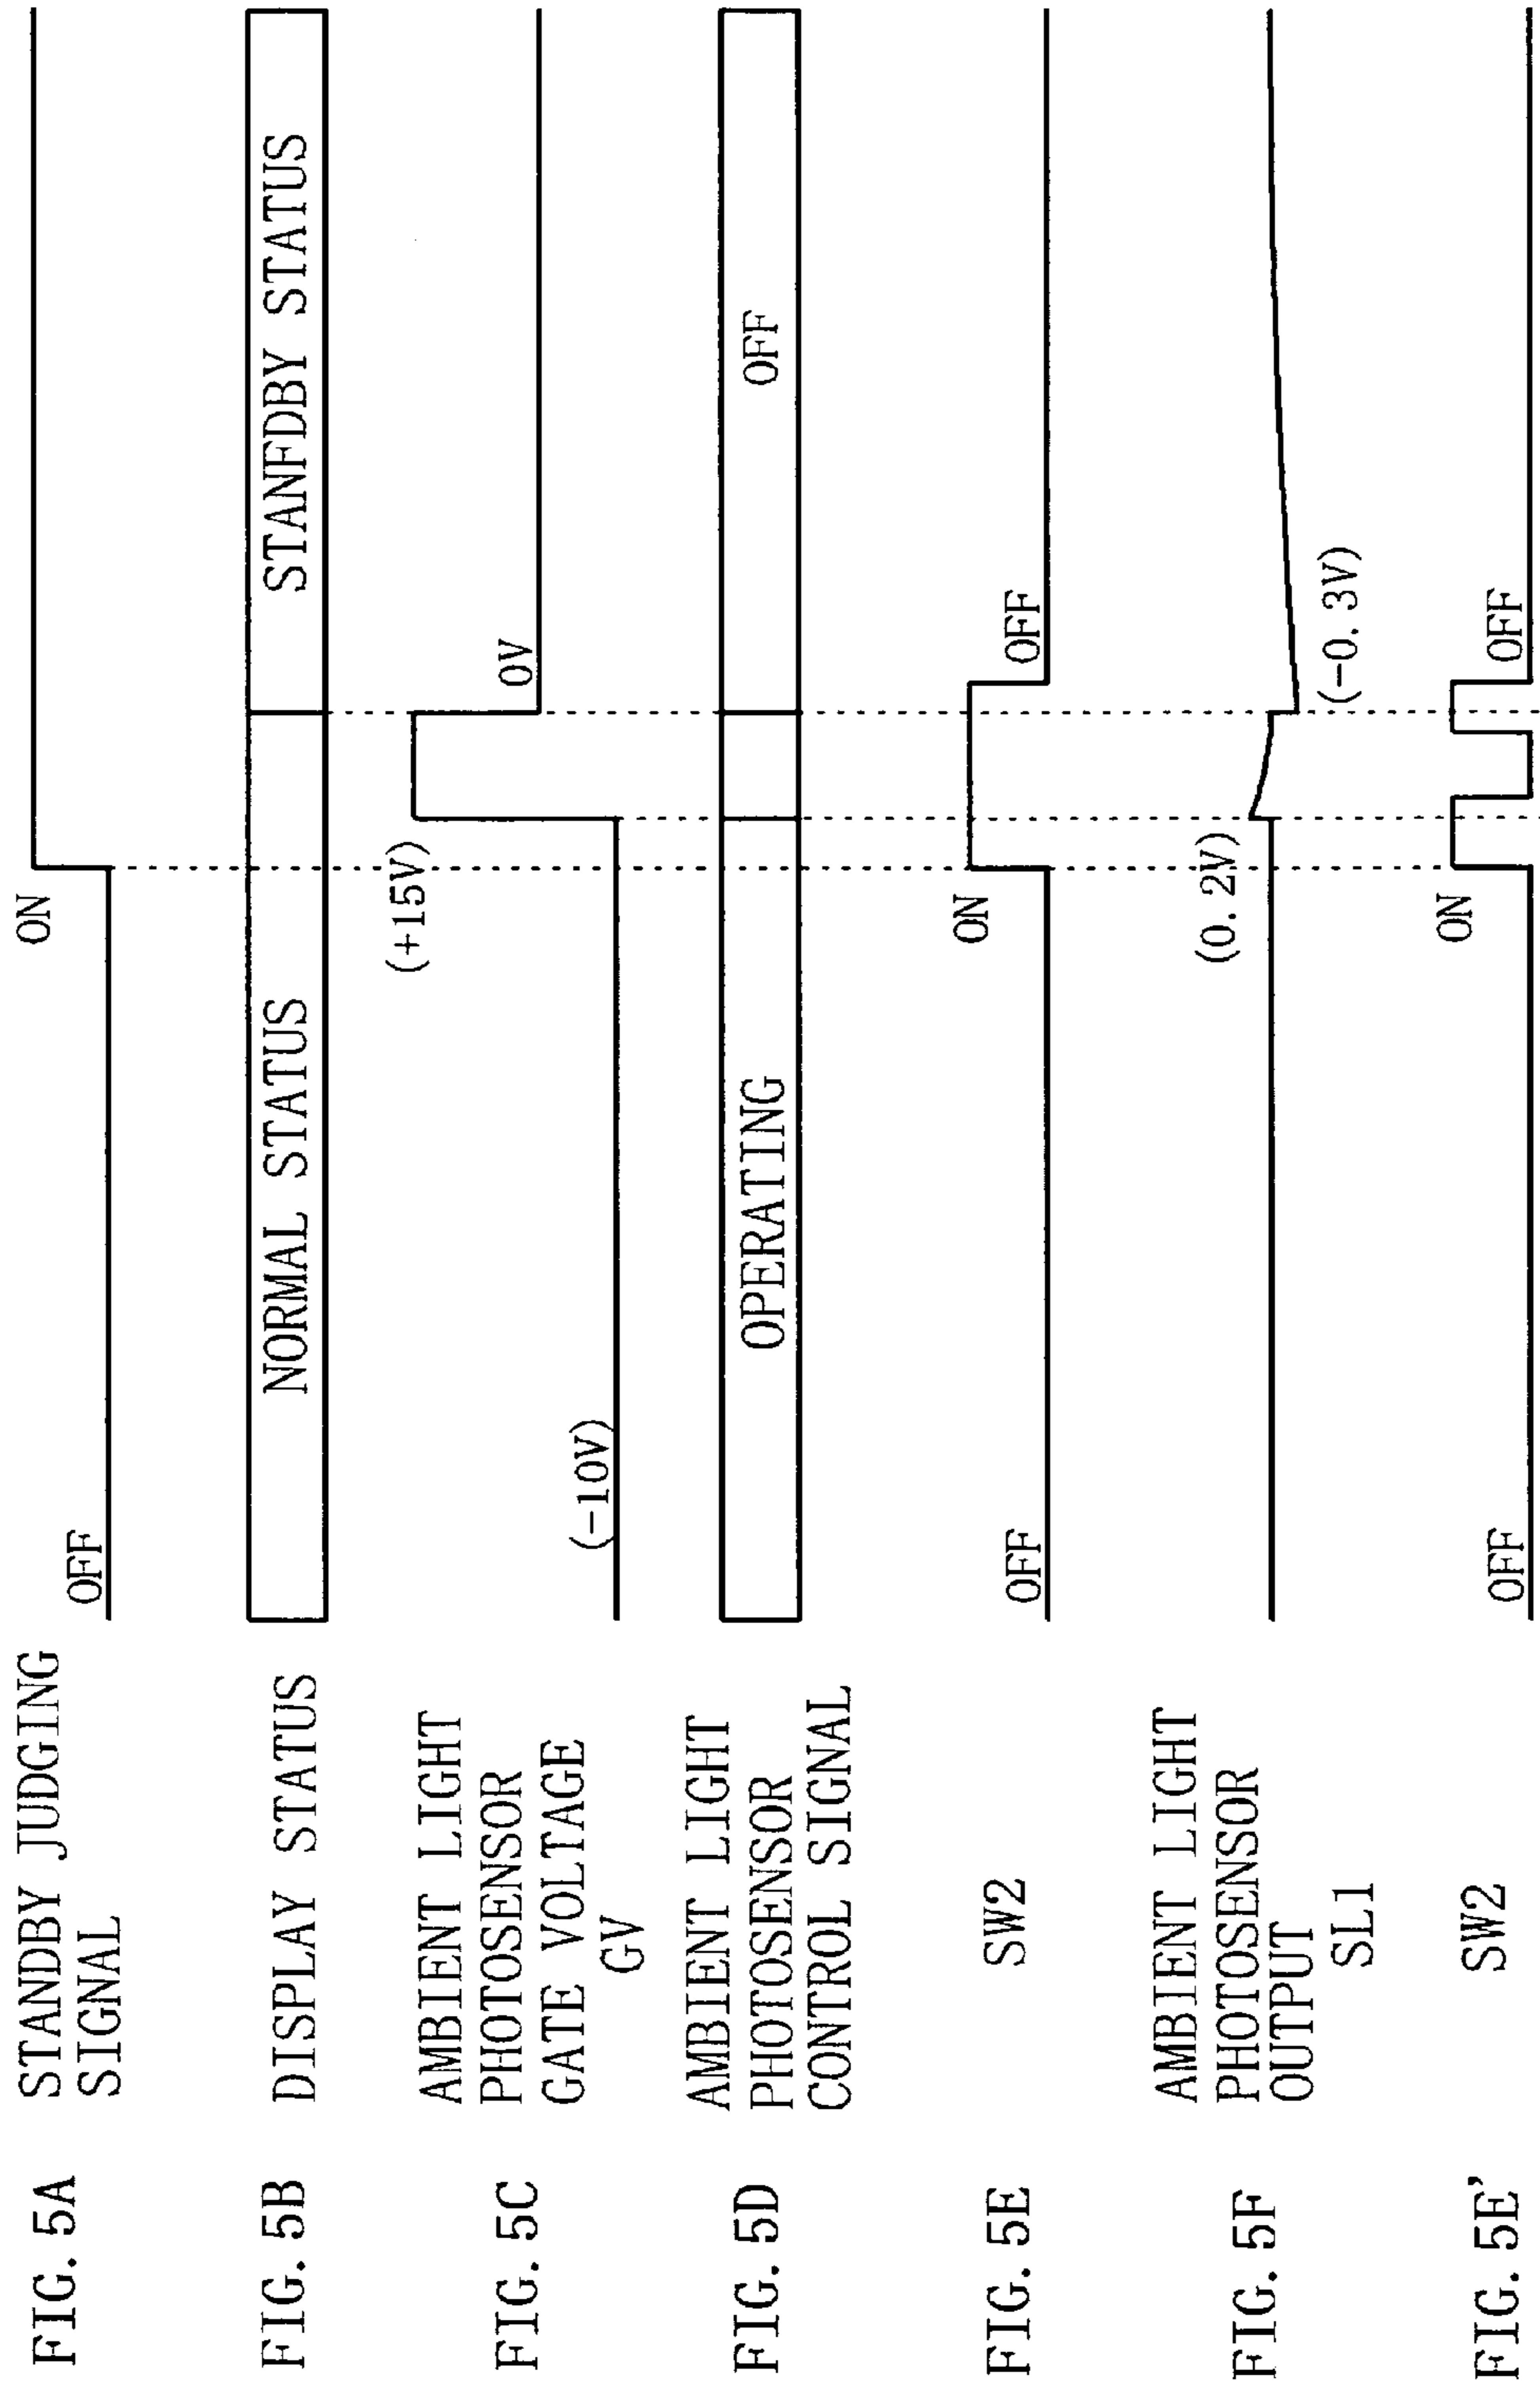 FIG. 5A
STANDBY JUDGING
SIGNAL
OFF
ON
FIG. 5B
DISPLAY STATUS
NORMAL STATUS
STANFDBY STATUS
FIG. 5C
AMBIENT LIGHT
PHOTOSENSOR
GATE VOLTAGE
GV
(-10V)
(+15V)
0V
FIG. 5D
AMBIENT LIGHT
PHOTOSENSOR
CONTROL SIGNAL
OPERATING
OFF
FIG. 5E
SW2
OFF
ON
OFF
FIG. 5F
AMBIENT LIGHT
PHOTOSENSOR
OUTPUT
SL1
(0. 2V)
(-0. 3V)
FIG. 5E'
SW2
OFF
ON
OFF